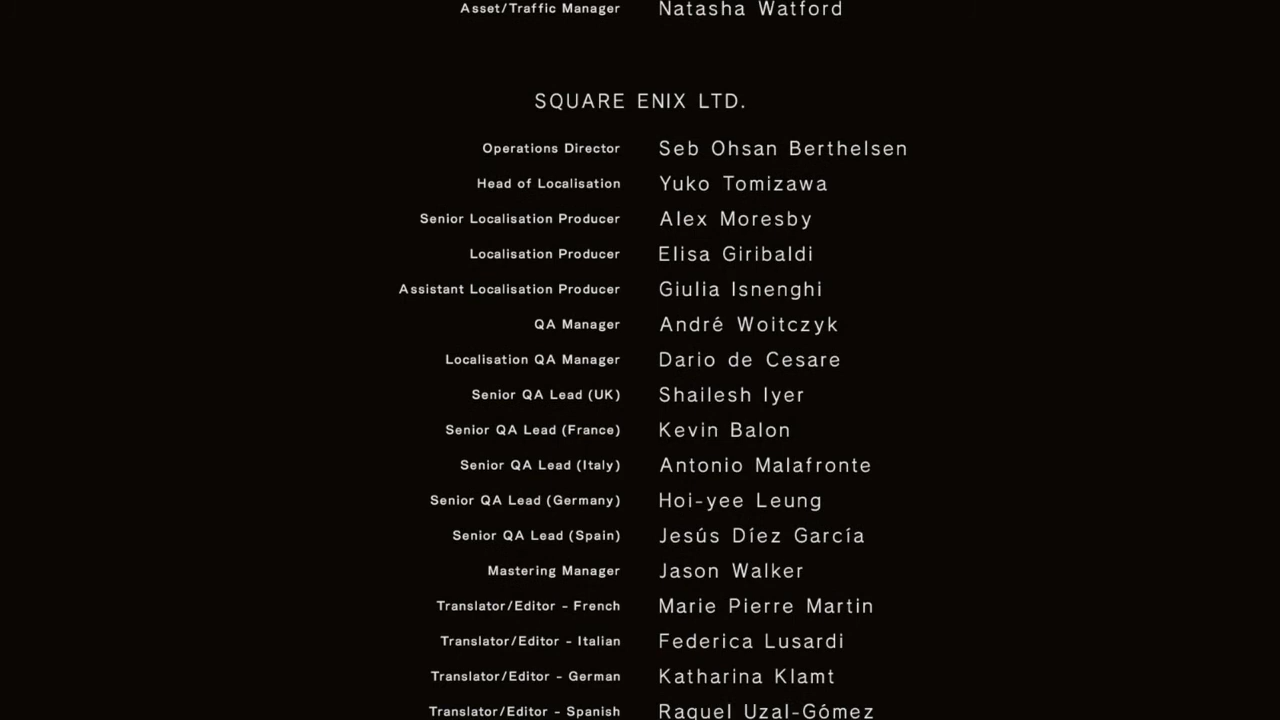 Asset/Traffic Manager Natasha Watford
SQUARE ENIX LTD.
Operations Director Seb Ohsan Berthelsen
Head of Localisation Yuko Tomizawa
Senior Localisation Producer Alex Moresby
Localisation Producer Elisa Giribaldi
Assistant Localisation Producer Giulia Isnenghi
QA Manager André Woitczyk
Localisation QA Manager Dario de Cesare
Senior QA Lead (UK) Shailesh Iyer
Senior QA Lead (France) Kevin Balon
Senior QA Lead (Italy) Antonio Malafronte
Senior QA Lead (Germany) Hoi-yee Leung
Senior QA Lead (Spain) Jesús Díez García
Mastering Manager Jason Walker
Translator/Editor - French Marie Pierre Martin
Translator/Editor - Italian Federica Lusardi
Translator/Editor - German Katharina Klamt
Translator/Editor - Spanish Raquel Uzal-Gómez